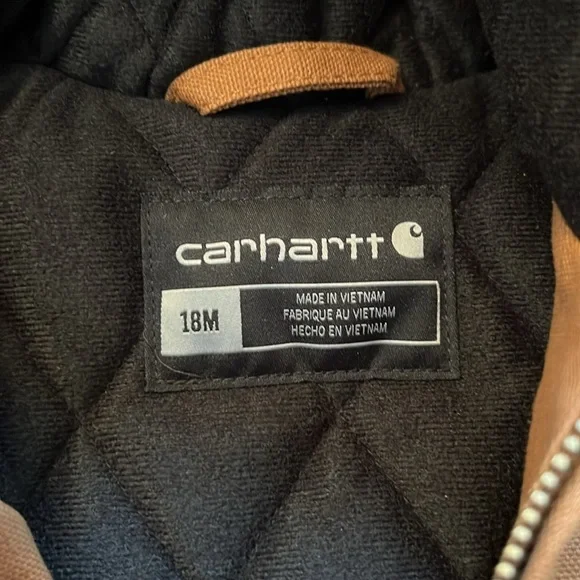 carhartt
18M
MADE IN VIETNAM
FABRIQUE AU VIETNAM
HECHO EN VIETNAM